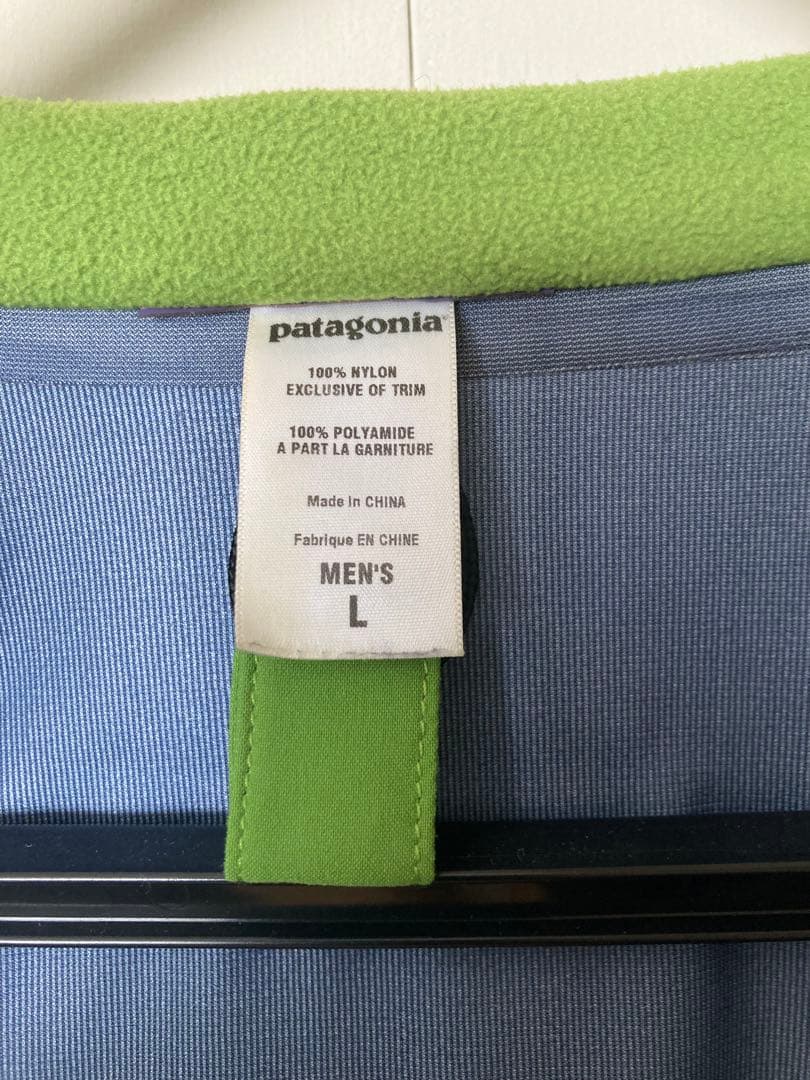 patagonia
100% NYLON
EXCLUSIVE OF TRIM
100% POLYAMIDE
A PART LA GARNITURE
Made in CHINA
Fabrique EN CHINE
MEN'S
L